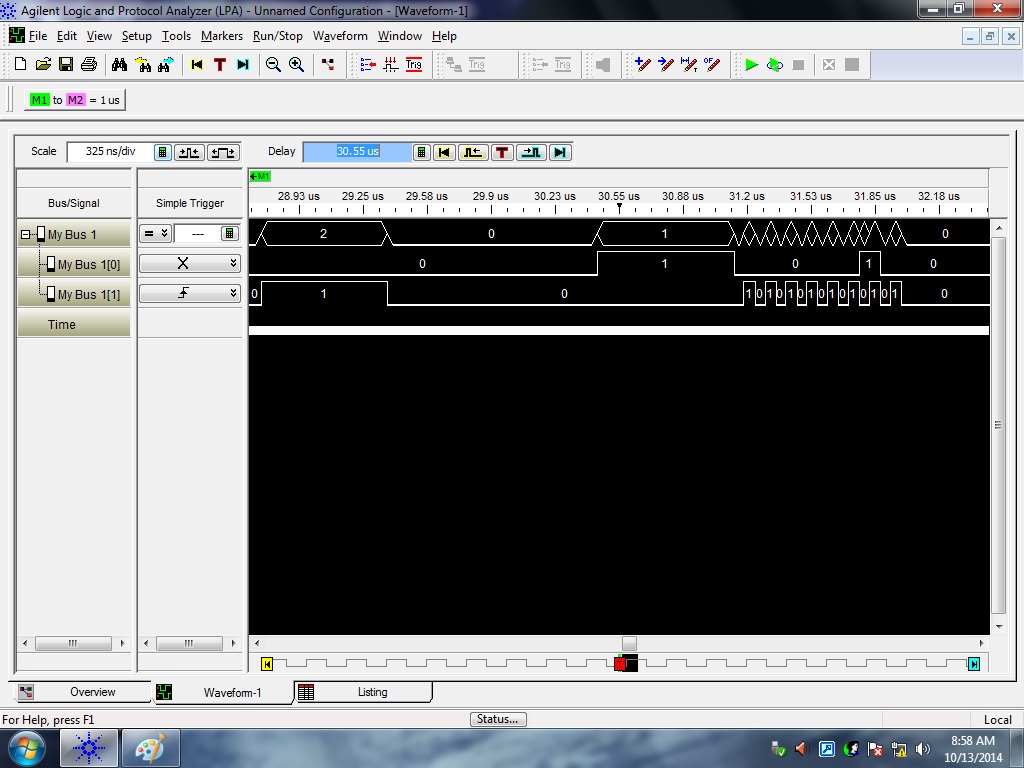 Agilent Logic and Protocol Analyzer (LPA) - Unnamed Configuration - [Waveform-1]
File Edit View Setup Tools Markers Run/Stop Waveform Window Help
T Trig Trig Trig
M1 to M2 = 1 us
Scale 325 ns/div Delay 30.55 us T
M1
Bus/Signal Simple Trigger 28.93 us 29.25 us 29.58 us 29.9 us 30.23 us 30.55 us 30.88 us 31.2 us 31.53 us 31.85 us 32.18 us
My Bus 1 = --- 2 0 1 0
My Bus 1[0] X 0 1 0 1 0
My Bus 1[1] 0 1 0 1 0 1 0 1 0 1 0 1 0 1 0 1 0 1 0
Time
T
Overview Waveform-1 Listing
For Help, press F1 Status... Local
8:58 AM
10/13/2014